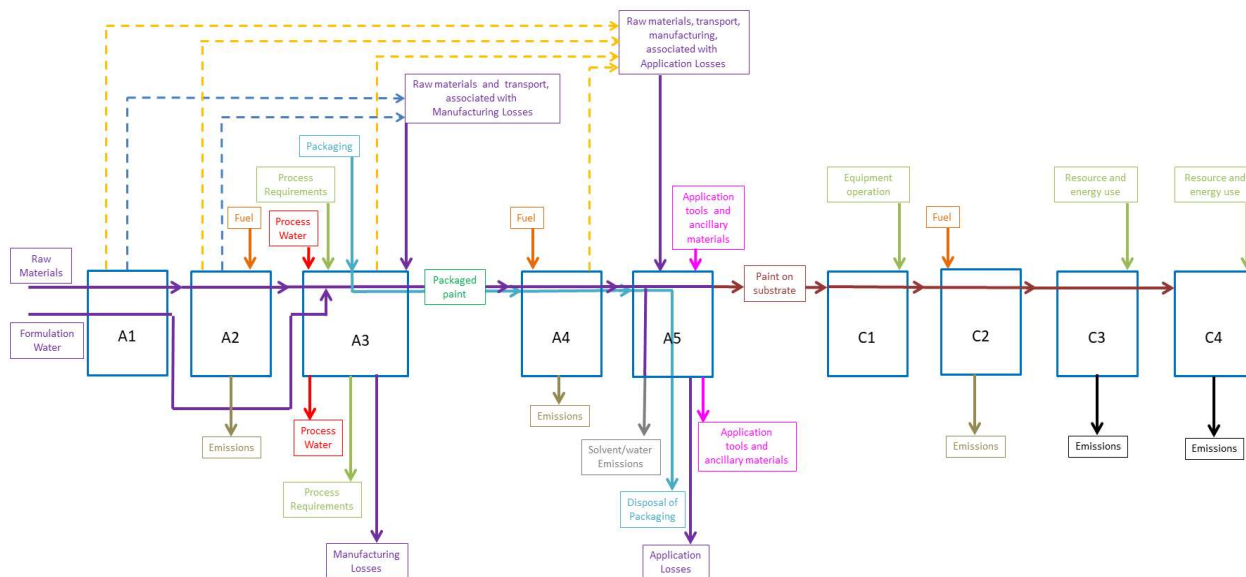 Raw materials, transport,
manufacturing,
associated with
Application Losses
Raw materials and transport,
associated with
Manufacturing Losses
Packaging
Process
Requirements
Equipment
operation
Resource and
energy use
Resource and
energy use
Fuel
Process
Water
Fuel
Application
tools and
ancillary
materials
Fuel
Raw
Materials
Packaged
paint
Paint on
substrate
Formulation
Water
A1
A2
A3
A4
A5
C1
C2
C3
C4
Emissions
Process
Water
Emissions
Solvent/water
Emissions
Application
tools and
ancillary materials
Emissions
Emissions
Emissions
Process
Requirements
Disposal of
Packaging
Manufacturing
Losses
Application
Losses